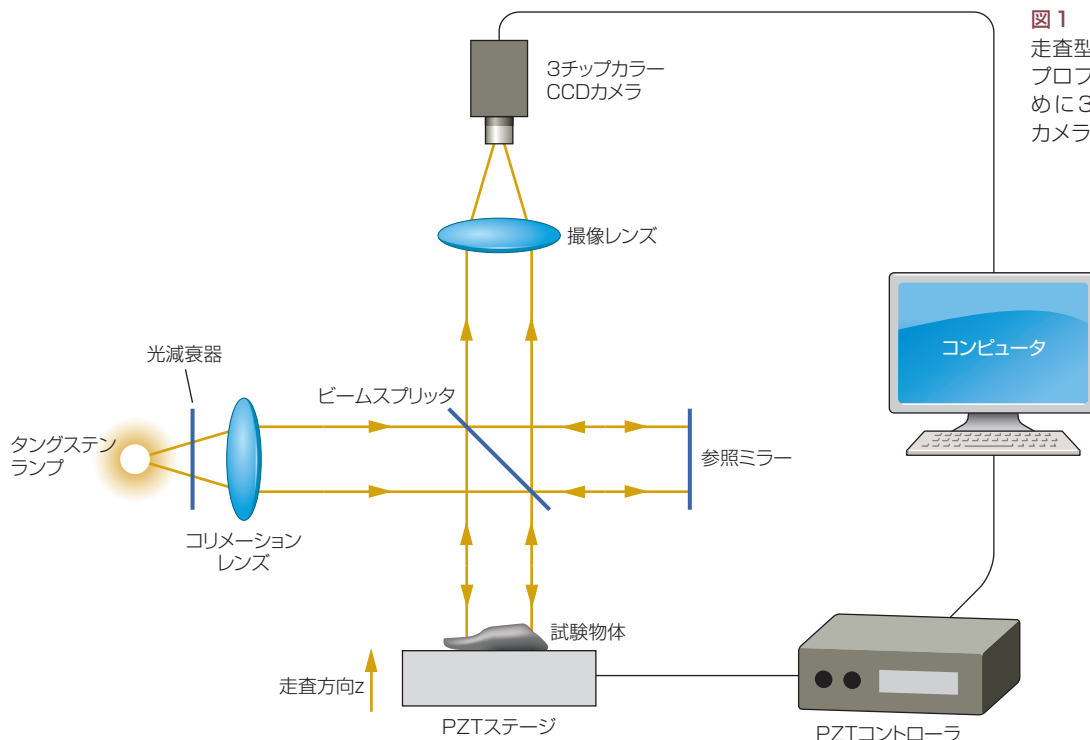 図1
走査型
プロフ
めに3
カメラ
3チップカラー
CCDカメラ
撮像レンズ
コンピュータ
光減衰器
ビームスプリッタ
タングステン
ランプ
参照ミラー
コリメーション
レンズ
試験物体
走査方向z
PZTステージ
PZTコントローラ